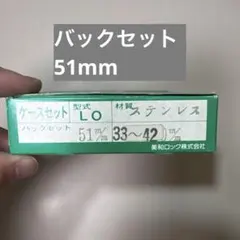 バックセット
51mm
ケースセット 型式 LO 材質 ステンレス
バックセット 51m/m 33~42m/m
美和ロック株式会社